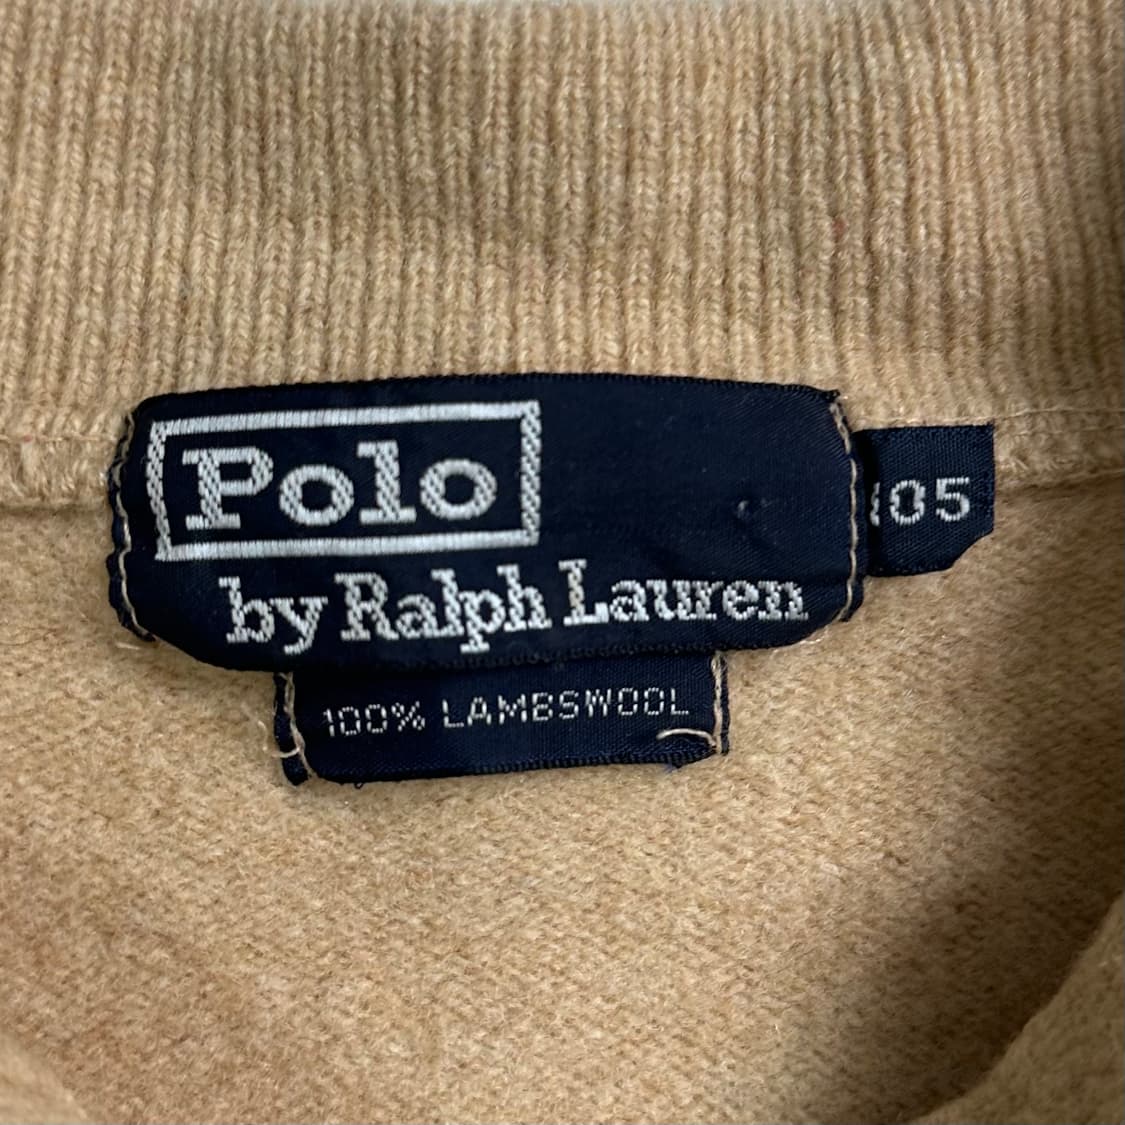 Polo
by Ralph Lauren
05
100% LAMBSWOOL